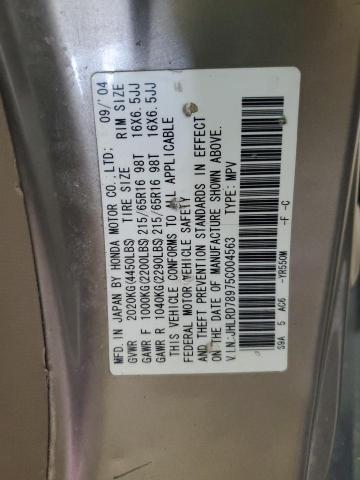 MFD. IN JAPAN BY HONDA MOTOR CO., LTD; 09/'04
GVWR 2020KG(4450LBS) TIRE SIZE RIM SIZE
GAWR F 1000KG(2200LBS) 215/65R16 98T 16X6.5JJ
GAWR R 1040KG(2290LBS) 215/65R16 98T 16X6.5JJ
THIS VEHICLE CONFORMS TO ALL APPLICABLE
FEDERAL MOTOR VEHICLE SAFETY
AND THEFT PREVENTION STANDARDS IN EFFECT
ON THE DATE OF MANUFACTURE SHOWN ABOVE.
V.I.N.:JHLRD78975C004563 TYPE: MPV
S9A 5 AC6 -YR550M -F -C